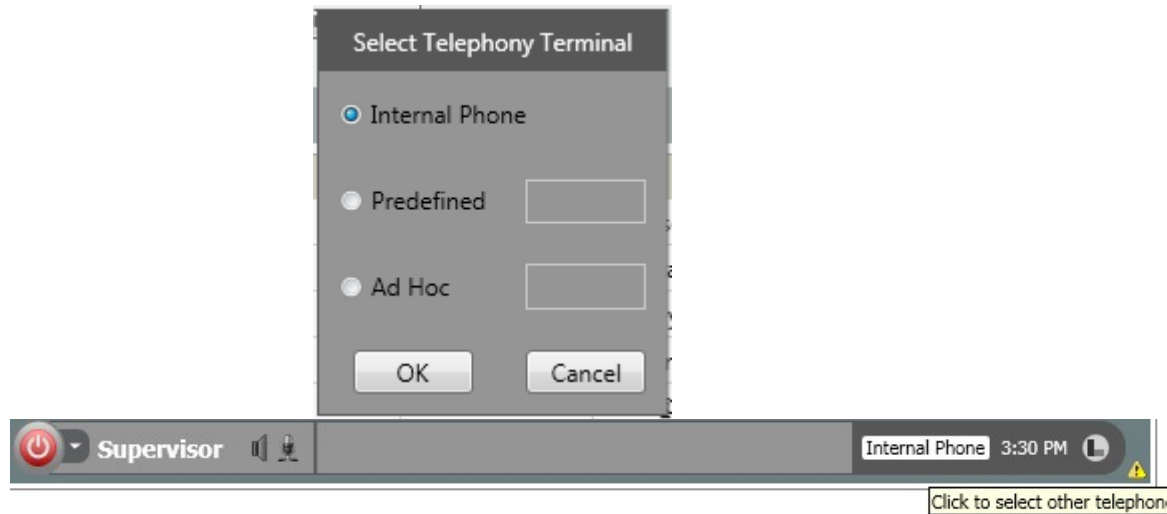 Select Telephony Terminal
Internal Phone
Predefined
Ad Hoc
OK Cancel
Supervisor Internal Phone 3:30 PM
Click to select other